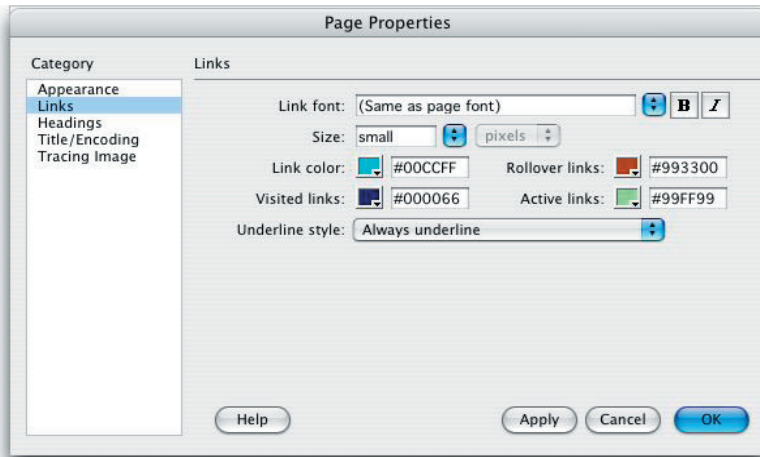 Page Properties
Category
Links
Appearance
Links
Headings
Title/Encoding
Tracing Image
Link font: (Same as page font) B I
Size: small pixels
Link color: #00CCFF Rollover links: #993300
Visited links: #000066 Active links: #99FF99
Underline style: Always underline
Help Apply Cancel OK